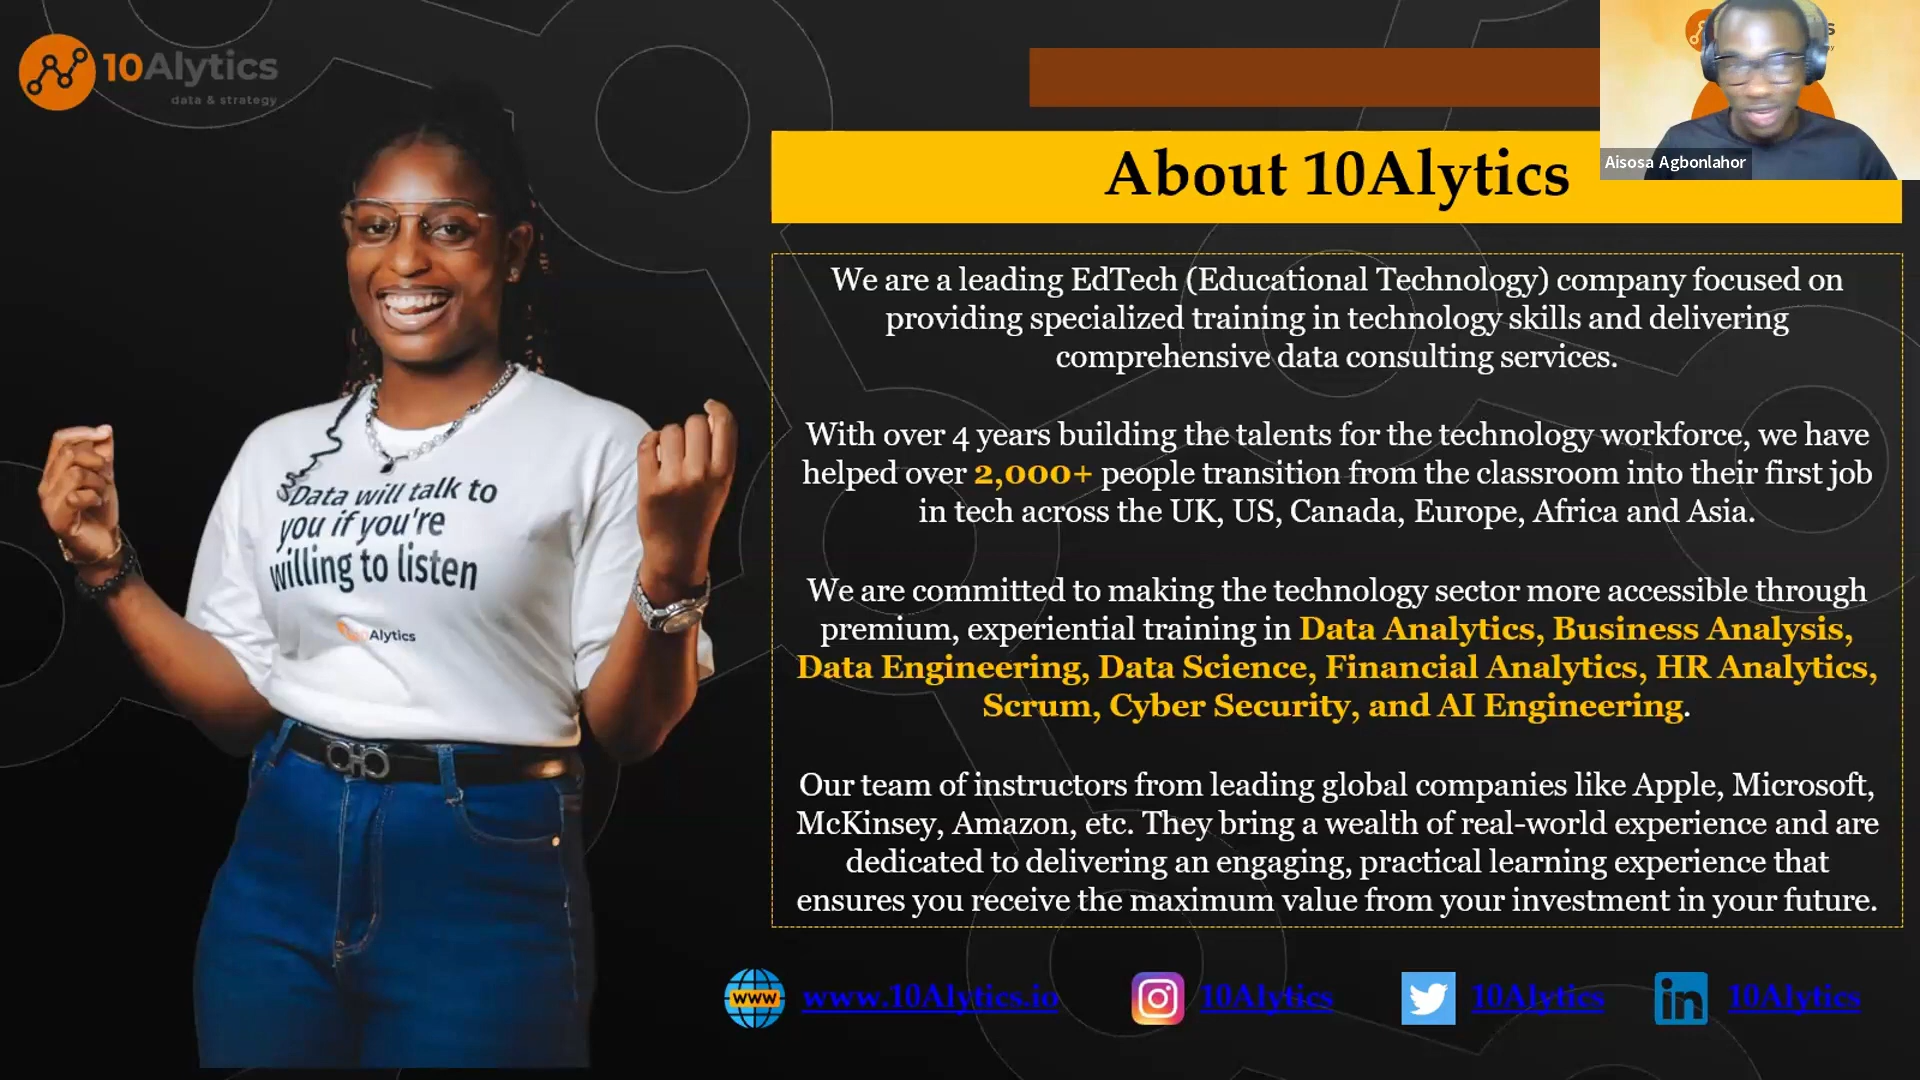 10Alytics
data & strategy
Aisosa Agbonlahor
About 10Alytics
We are a leading EdTech (Educational Technology) company focused on
providing specialized training in technology skills and delivering
comprehensive data consulting services.
With over 4 years building the talents for the technology workforce, we have
helped over 2,000+ people transition from the classroom into their first job
in tech across the UK, US, Canada, Europe, Africa and Asia.
We are committed to making the technology sector more accessible through
premium, experiential training in Data Analytics, Business Analysis,
Data Engineering, Data Science, Financial Analytics, HR Analytics,
Scrum, Cyber Security, and AI Engineering.
Our team of instructors from leading global companies like Apple, Microsoft,
McKinsey, Amazon, etc. They bring a wealth of real-world experience and are
dedicated to delivering an engaging, practical learning experience that
ensures you receive the maximum value from your investment in your future.
Data will talk to
you if you're
willing to listen
10Alytics
www
www.10Alytics.io
10Alytics
10Alytics
in
10Alytics